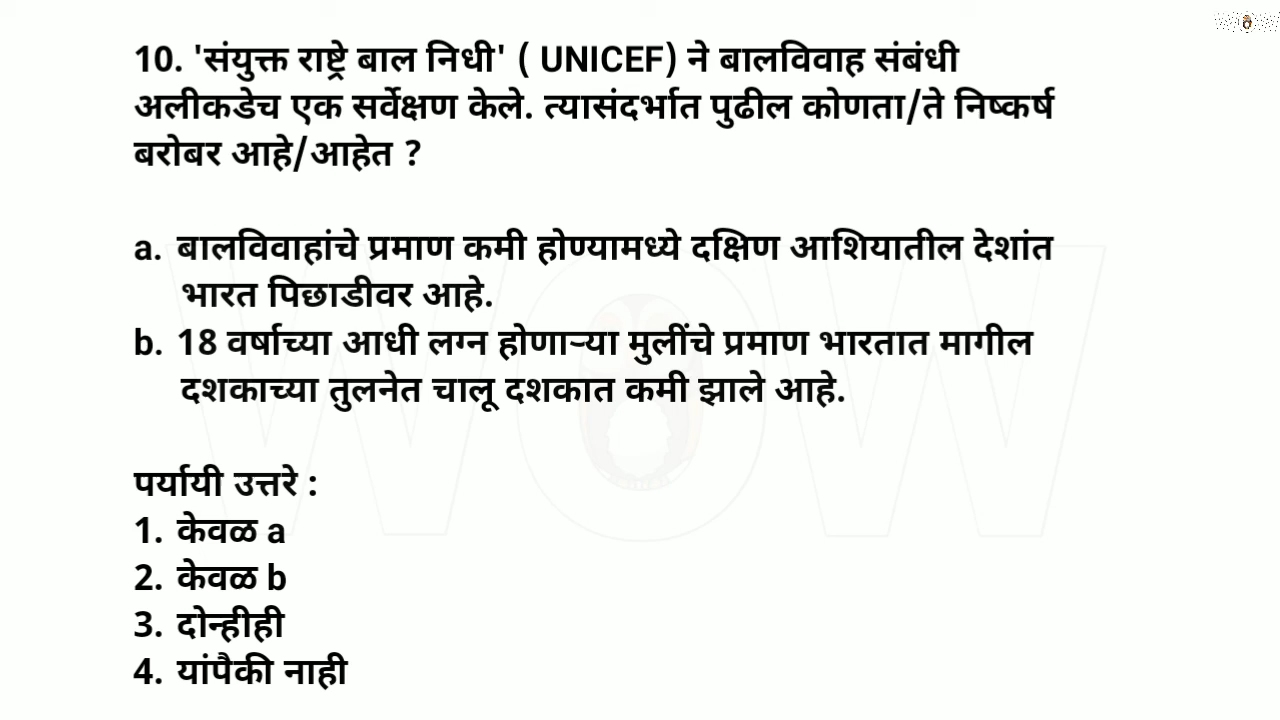 10. 'संयुक्त राष्ट्रे बाल निधी' ( UNICEF) ने बालविवाह संबंधी
अलीकडेच एक सर्वेक्षण केले. त्यासंदर्भात पुढील कोणता/ते निष्कर्ष
बरोबर आहे/आहेत ?
a. बालविवाहांचे प्रमाण कमी होण्यामध्ये दक्षिण आशियातील देशांत
भारत पिछाडीवर आहे.
b. 18 वर्षाच्या आधी लग्न होणाऱ्या मुलींचे प्रमाण भारतात मागील
दशकाच्या तुलनेत चालू दशकात कमी झाले आहे.
पर्यायी उत्तरे :
1. केवळ a
2. केवळ b
3. दोन्हीही
4. यांपैकी नाही
WOW